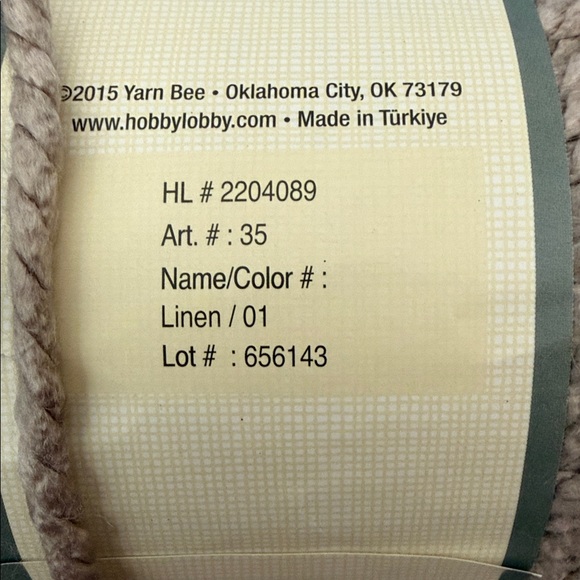 ©2015 Yarn Bee • Oklahoma City, OK 73179
www.hobbylobby.com • Made in Türkiye
HL # 2204089
Art. # : 35
Name/Color # :
Linen / 01
Lot # : 656143